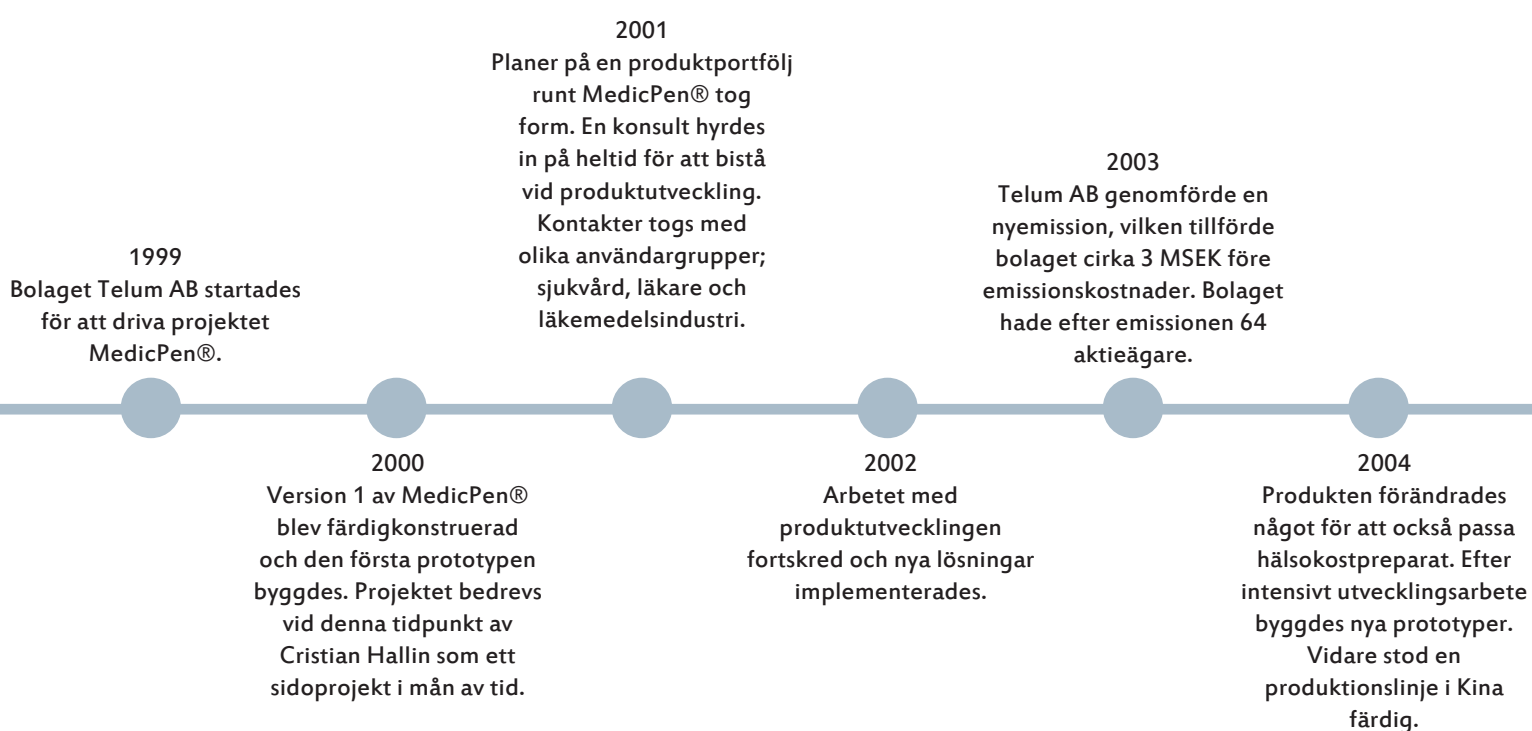 1999
Bolaget Telum AB startades
för att driva projektet
MedicPen®.
2000
Version 1 av MedicPen®
blev färdigkonstruerad
och den första prototypen
byggdes. Projektet bedrevs
vid denna tidpunkt av
Cristian Hallin som ett
sidoprojekt i mån av tid.
2001
Planer på en produktportfölj
runt MedicPen® tog
form. En konsult hyrdes
in på heltid för att bistå
vid produktutveckling.
Kontakter togs med
olika användargrupper;
sjukvård, läkare och
läkemedelsindustri.
2002
Arbetet med
produktutvecklingen
fortskred och nya lösningar
implementerades.
2003
Telum AB genomförde en
nyemission, vilken tillförde
bolaget cirka 3 MSEK före
emissionskostnader. Bolaget
hade efter emissionen 64
aktieägare.
2004
Produkten förändrades
något för att också passa
hälsokostpreparat. Efter
intensivt utvecklingsarbete
byggdes nya prototyper.
Vidare stod en
produktionslinje i Kina
färdig.